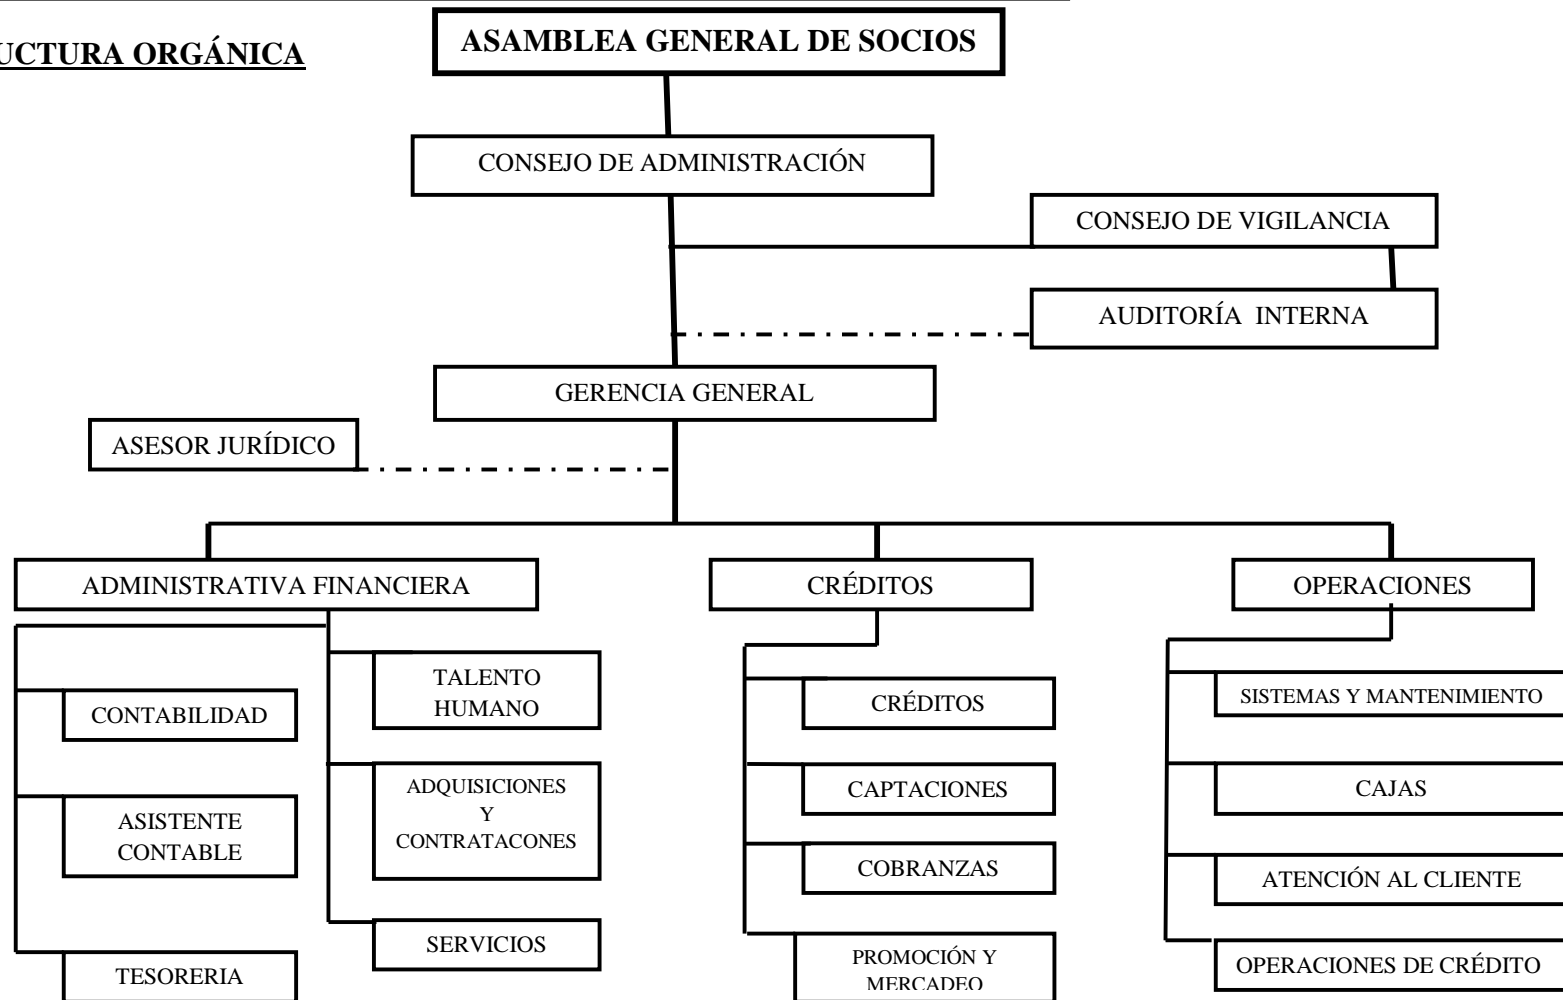 UCTURA ORGÁNICA
ASAMBLEA GENERAL DE SOCIOS
CONSEJO DE ADMINISTRACIÓN
CONSEJO DE VIGILANCIA
AUDITORÍA INTERNA
GERENCIA GENERAL
ASESOR JURÍDICO
ADMINISTRATIVA FINANCIERA
CONTABILIDAD
ASISTENTE
CONTABLE
TESORERIA
TALENTO
HUMANO
ADQUISICIONES
Y
CONTRATACONES
SERVICIOS
CRÉDITOS
CRÉDITOS
CAPTACIONES
COBRANZAS
PROMOCIÓN Y
MERCADEO
OPERACIONES
SISTEMAS Y MANTENIMIENTO
CAJAS
ATENCIÓN AL CLIENTE
OPERACIONES DE CRÉDITO